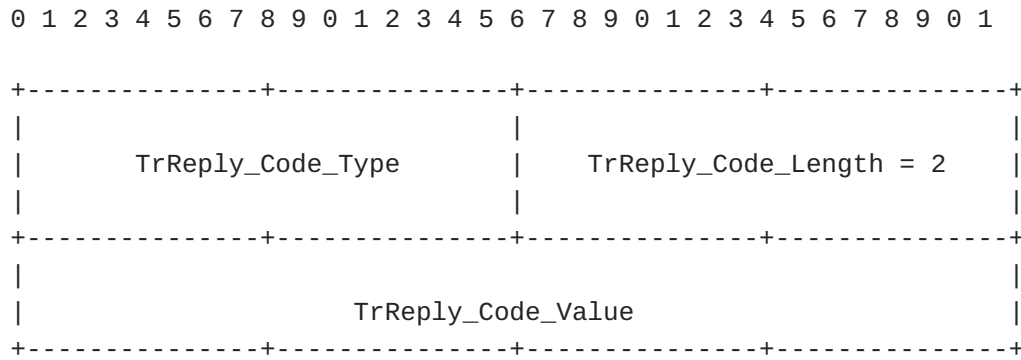 0 1 2 3 4 5 6 7 8 9 0 1 2 3 4 5 6 7 8 9 0 1 2 3 4 5 6 7 8 9 0 1
+---------------+---------------+---------------+---------------+
| | |
| TrReply_Code_Type | TrReply_Code_Length = 2 |
| | |
+---------------+---------------+---------------+---------------+
| |
| TrReply_Code_Value |
+---------------+---------------+---------------+---------------+